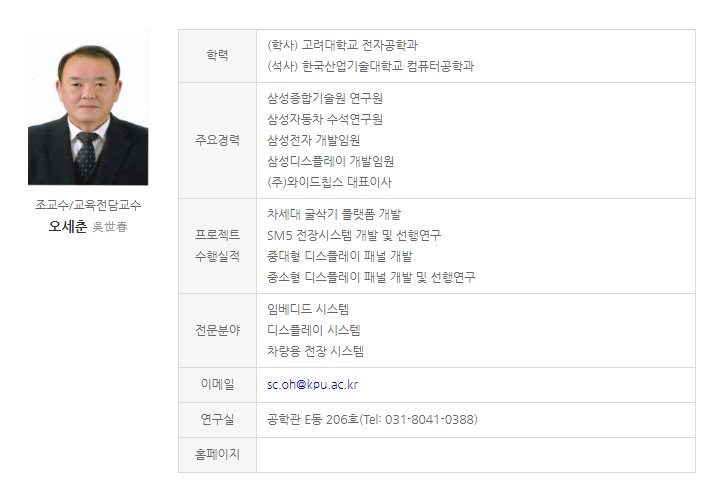 조교수/교육전담교수
오세춘 吳世春
학력
(학사) 고려대학교 전자공학과
(석사) 한국산업기술대학교 컴퓨터공학과
주요경력
삼성종합기술원 연구원
삼성자동차 수석연구원
삼성전자 개발임원
삼성디스플레이 개발임원
(주)와이드칩스 대표이사
프로젝트
수행실적
차세대 굴삭기 플랫폼 개발
SM5 전장시스템 개발 및 선행연구
중대형 디스플레이 패널 개발
중소형 디스플레이 패널 개발 및 선행연구
전문분야
임베디드 시스템
디스플레이 시스템
차량용 전장 시스템
이메일
sc.oh@kpu.ac.kr
연구실
공학관 E동 206호(Tel: 031-8041-0388)
홈페이지